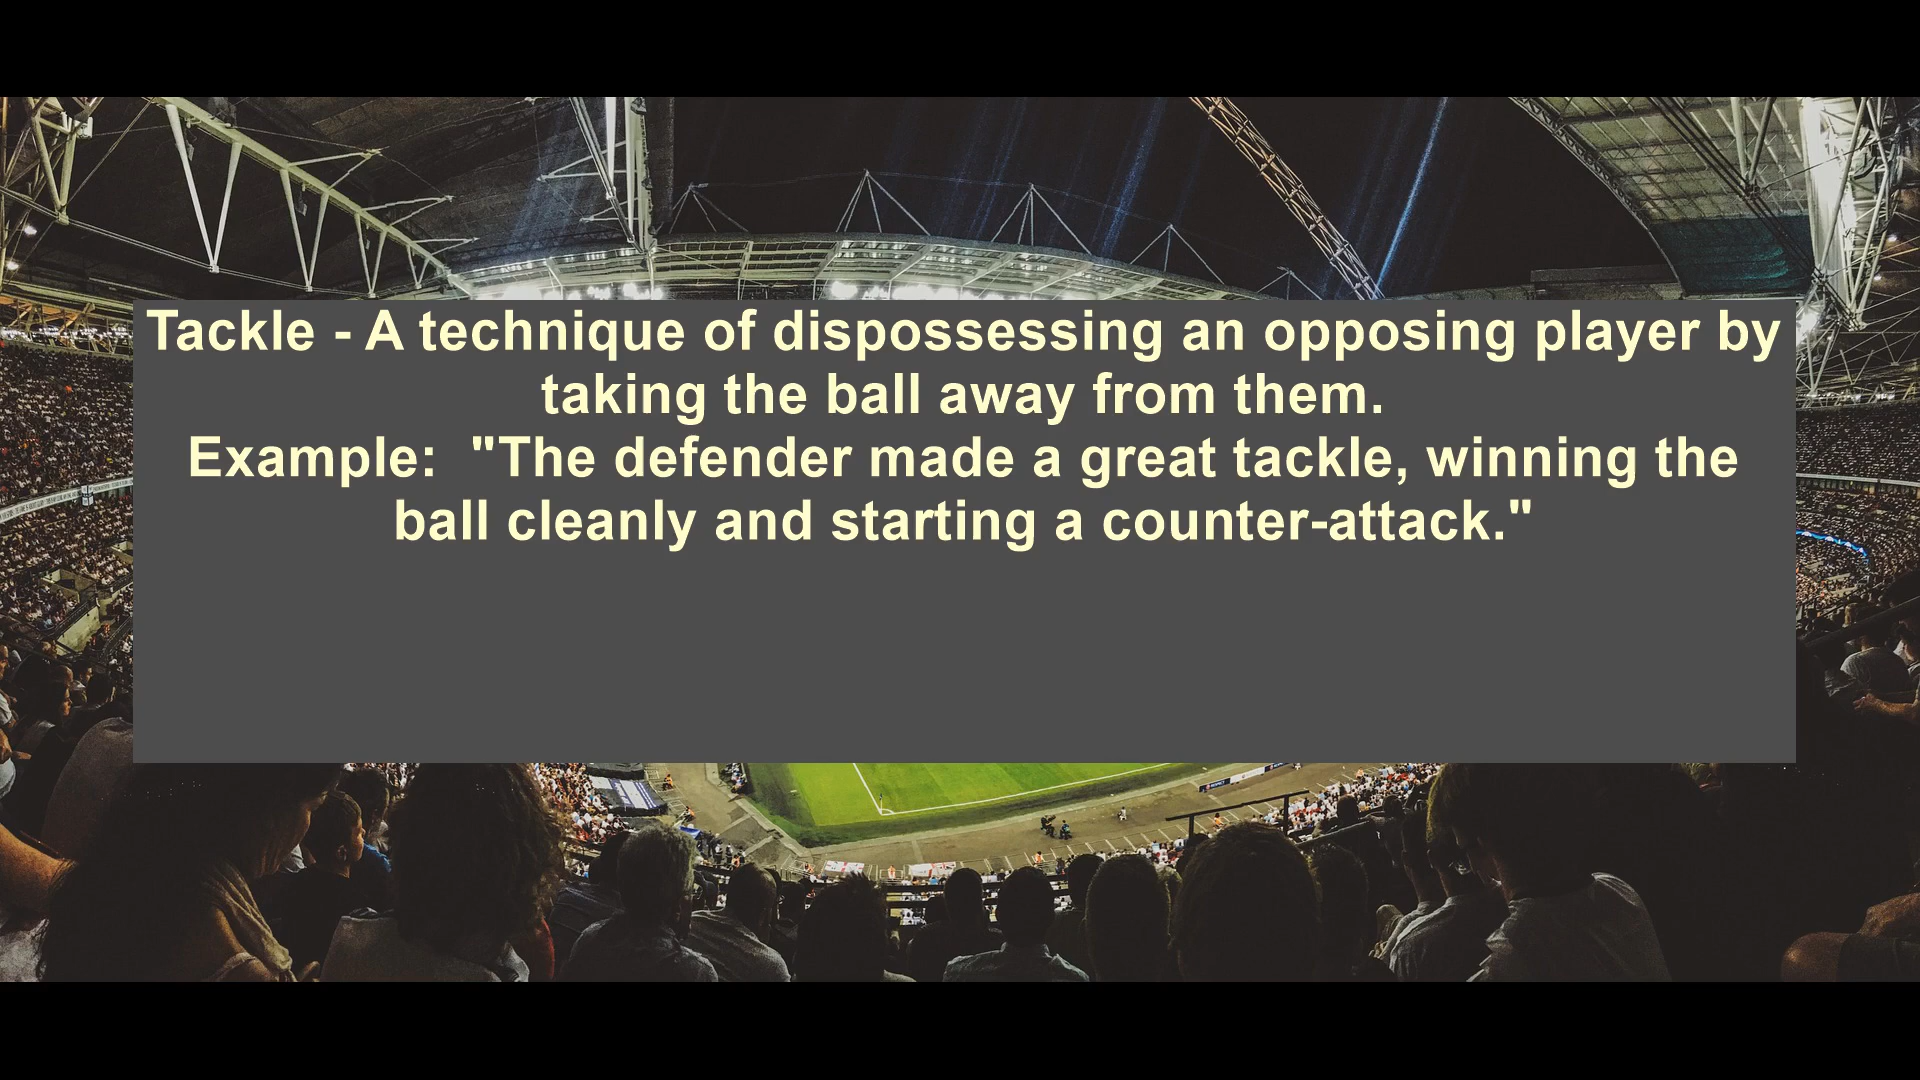 Tackle - A technique of dispossessing an opposing player by
taking the ball away from them.
Example:  "The defender made a great tackle, winning the
ball cleanly and starting a counter-attack."